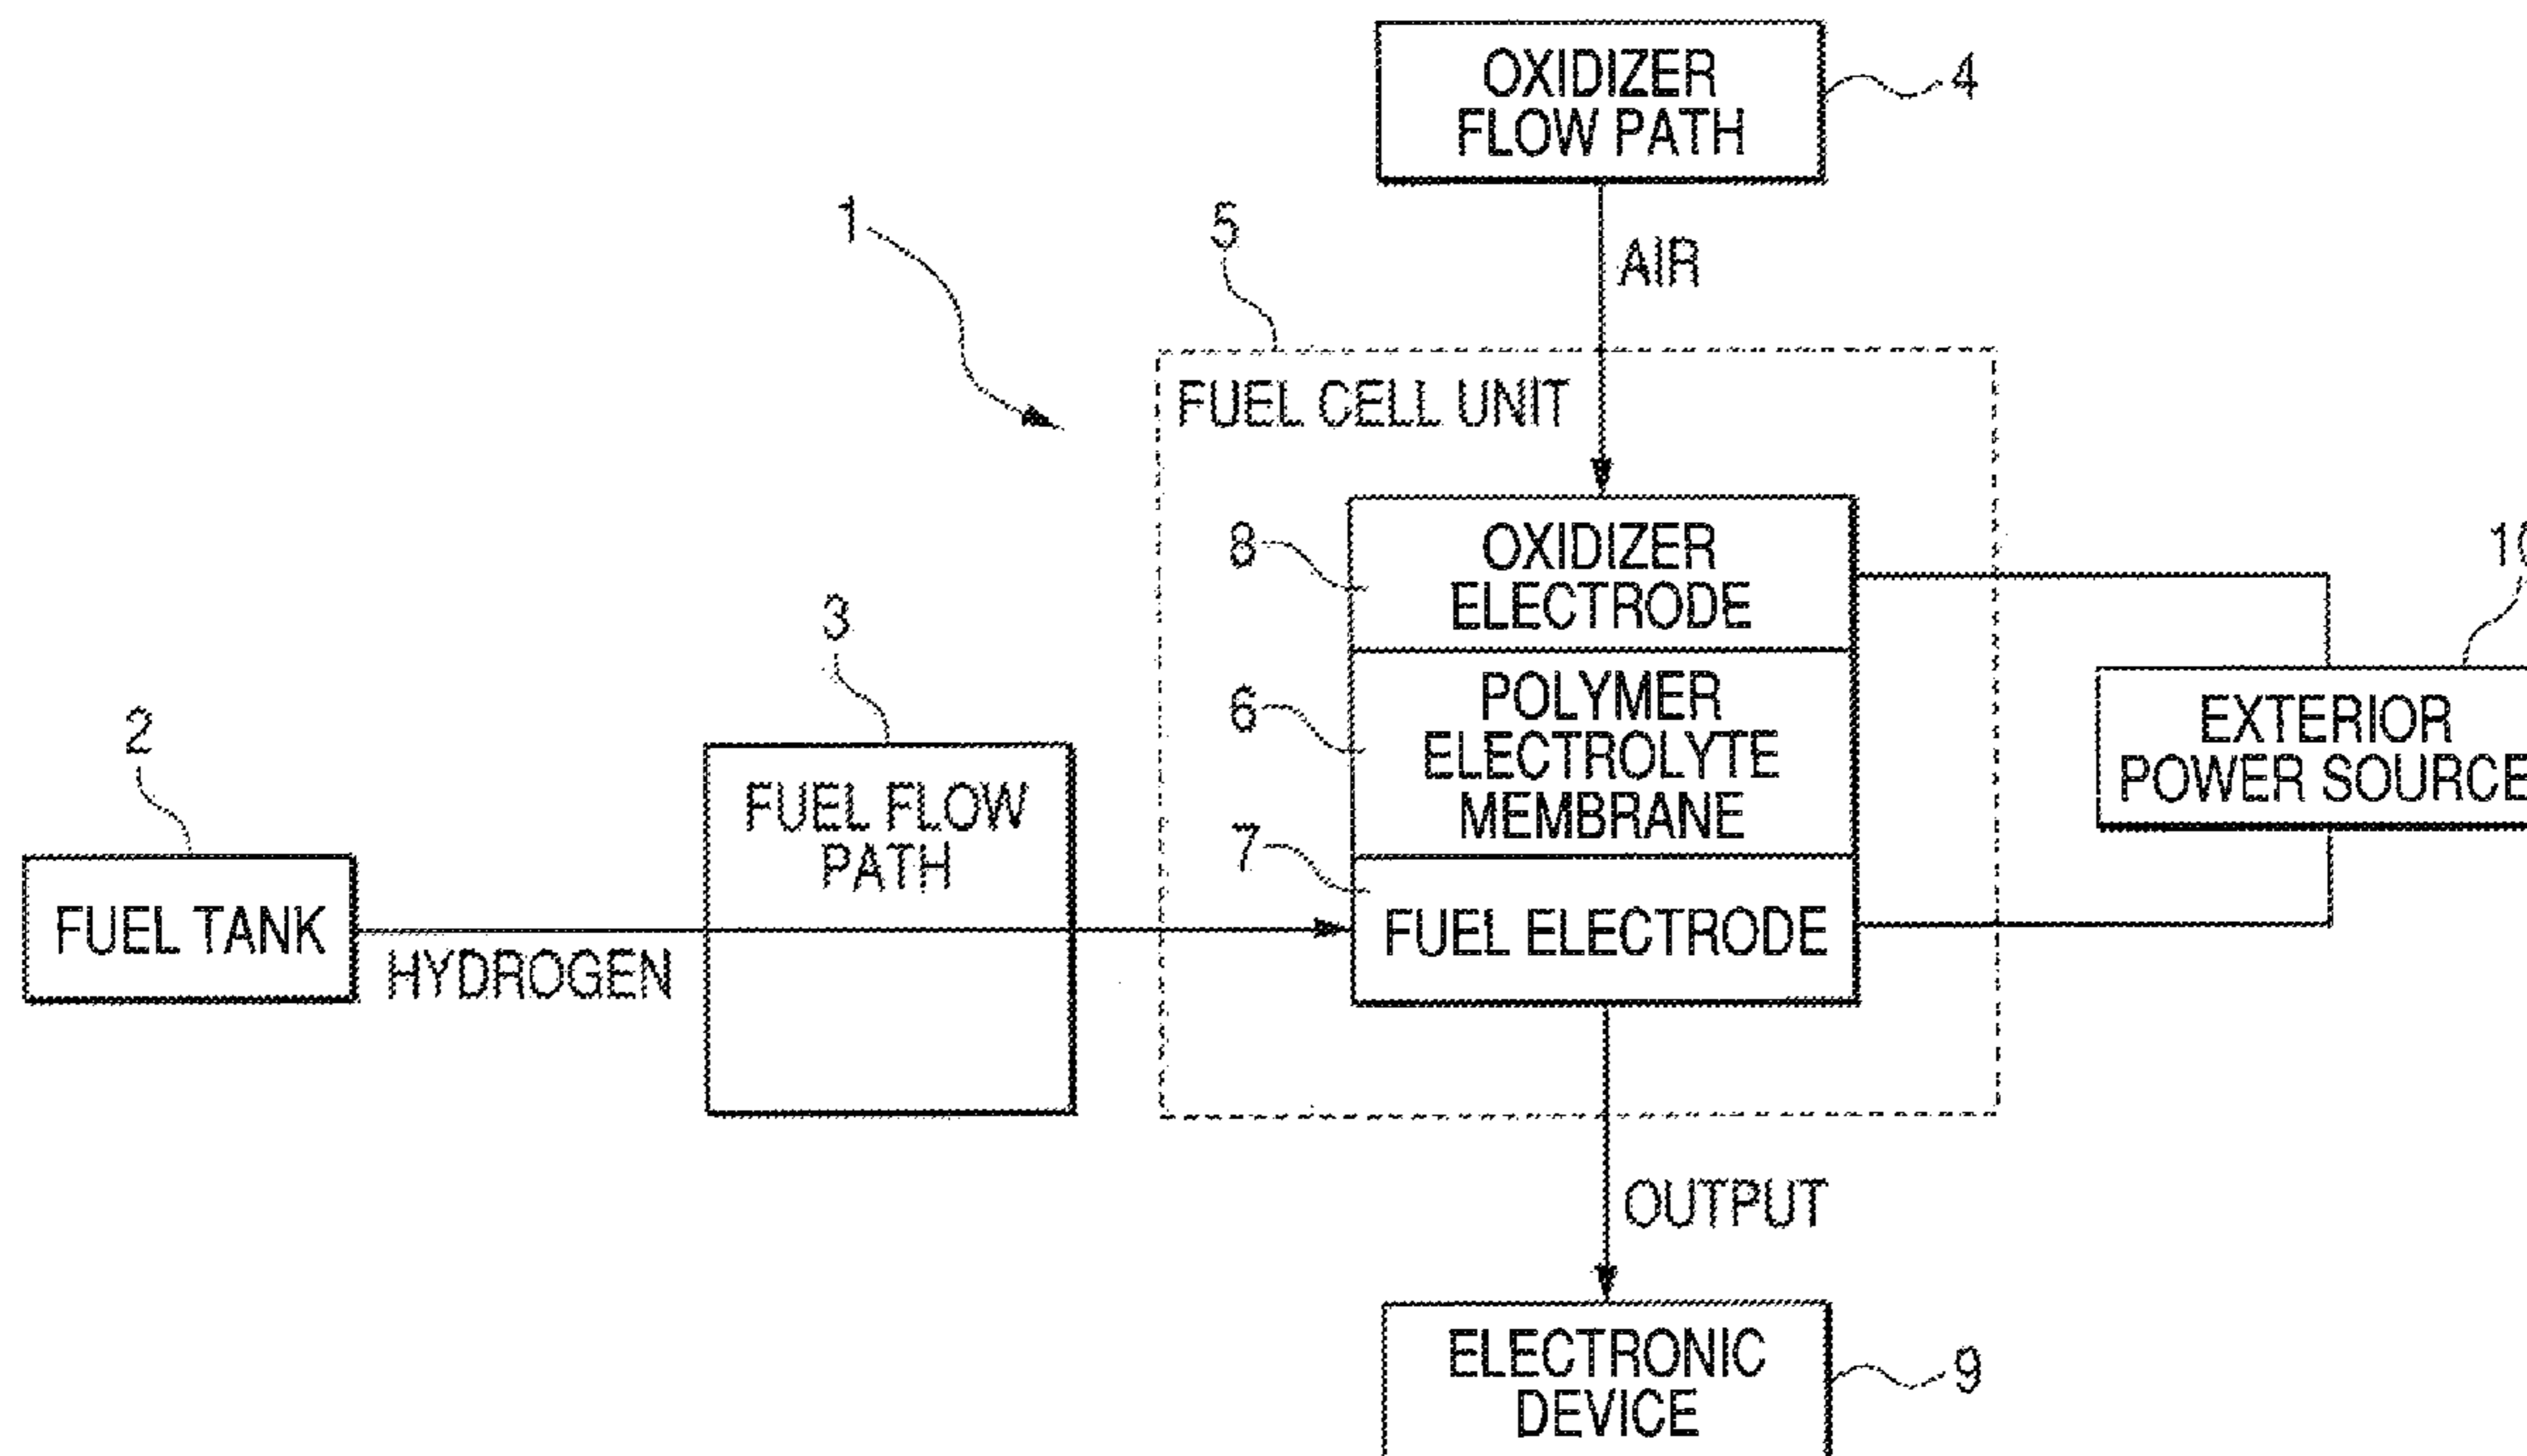 OXIDIZER
FLOW PATH
4
1
5
AIR
FUEL CELL UNIT
8
OXIDIZER
ELECTRODE
3
6
POLYMER
ELECTROLYTE
MEMBRANE
EXTERIOR
POWER SOURCE
2
FUEL FLOW
PATH
7
FUEL TANK
HYDROGEN
FUEL ELECTRODE
OUTPUT
ELECTRONIC
DEVICE
9